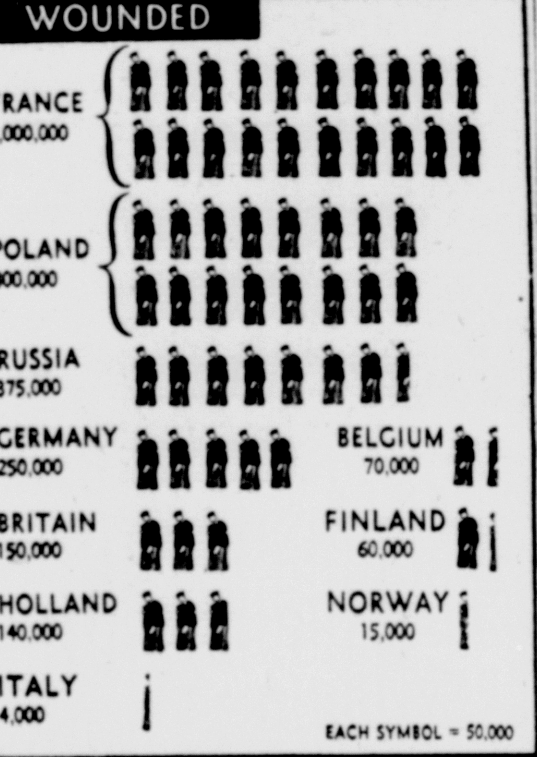 WOUNDED
RANCE
,000,000
POLAND
00,000
RUSSIA
375,000
GERMANY
250,000
BELGIUM
70,000
BRITAIN
150,000
FINLAND
60,000
HOLLAND
140,000
NORWAY
15,000
ITALY
4,000
EACH SYMBOL = 50,000